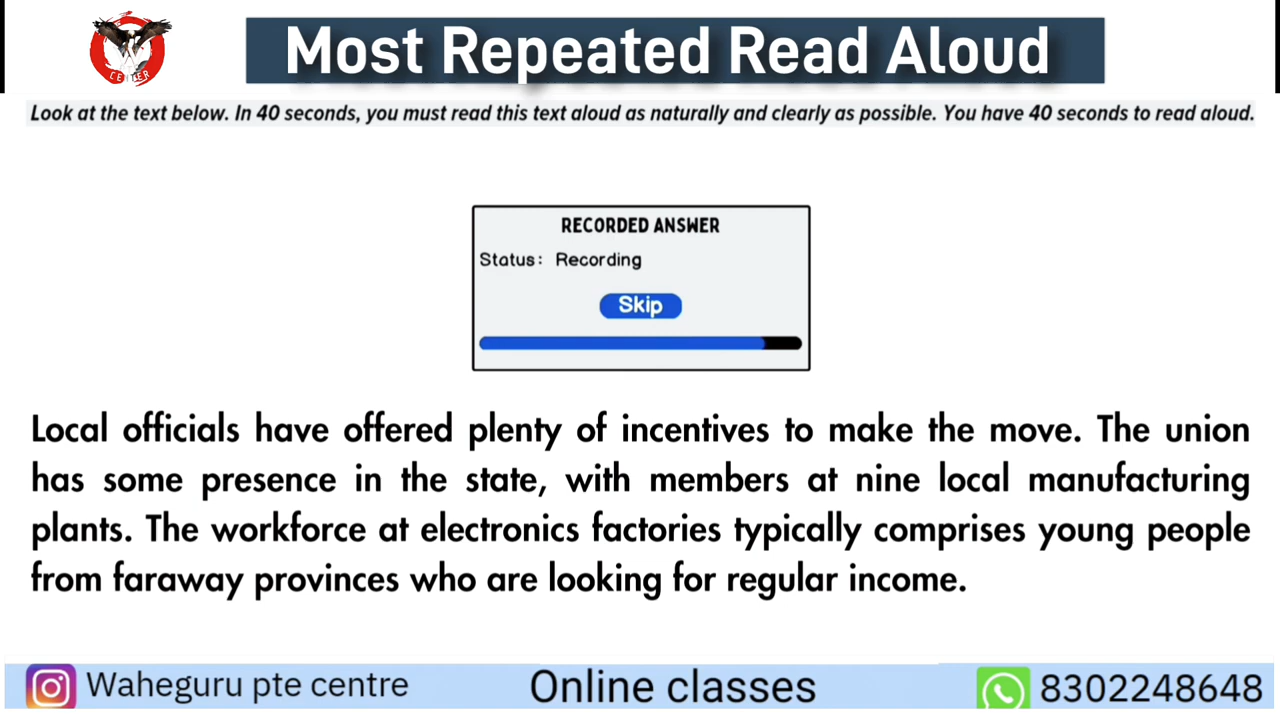 CENTER
Most Repeated Read Aloud
Look at the text below. In 40 seconds, you must read this text aloud as naturally and clearly as possible. You have 40 seconds to read aloud.
RECORDED ANSWER
Status: Recording
Skip
Local officials have offered plenty of incentives to make the move. The union
has some presence in the state, with members at nine local manufacturing
plants. The workforce at electronics factories typically comprises young people
from faraway provinces who are looking for regular income.
Waheguru pte centre
Online classes
8302248648